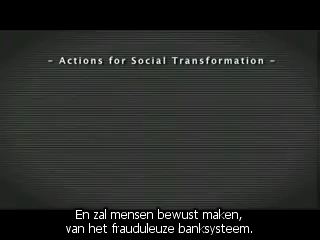 - Actions for Social Transformation -
En zal mensen bewust maken,
van het frauduleuze banksysteem.